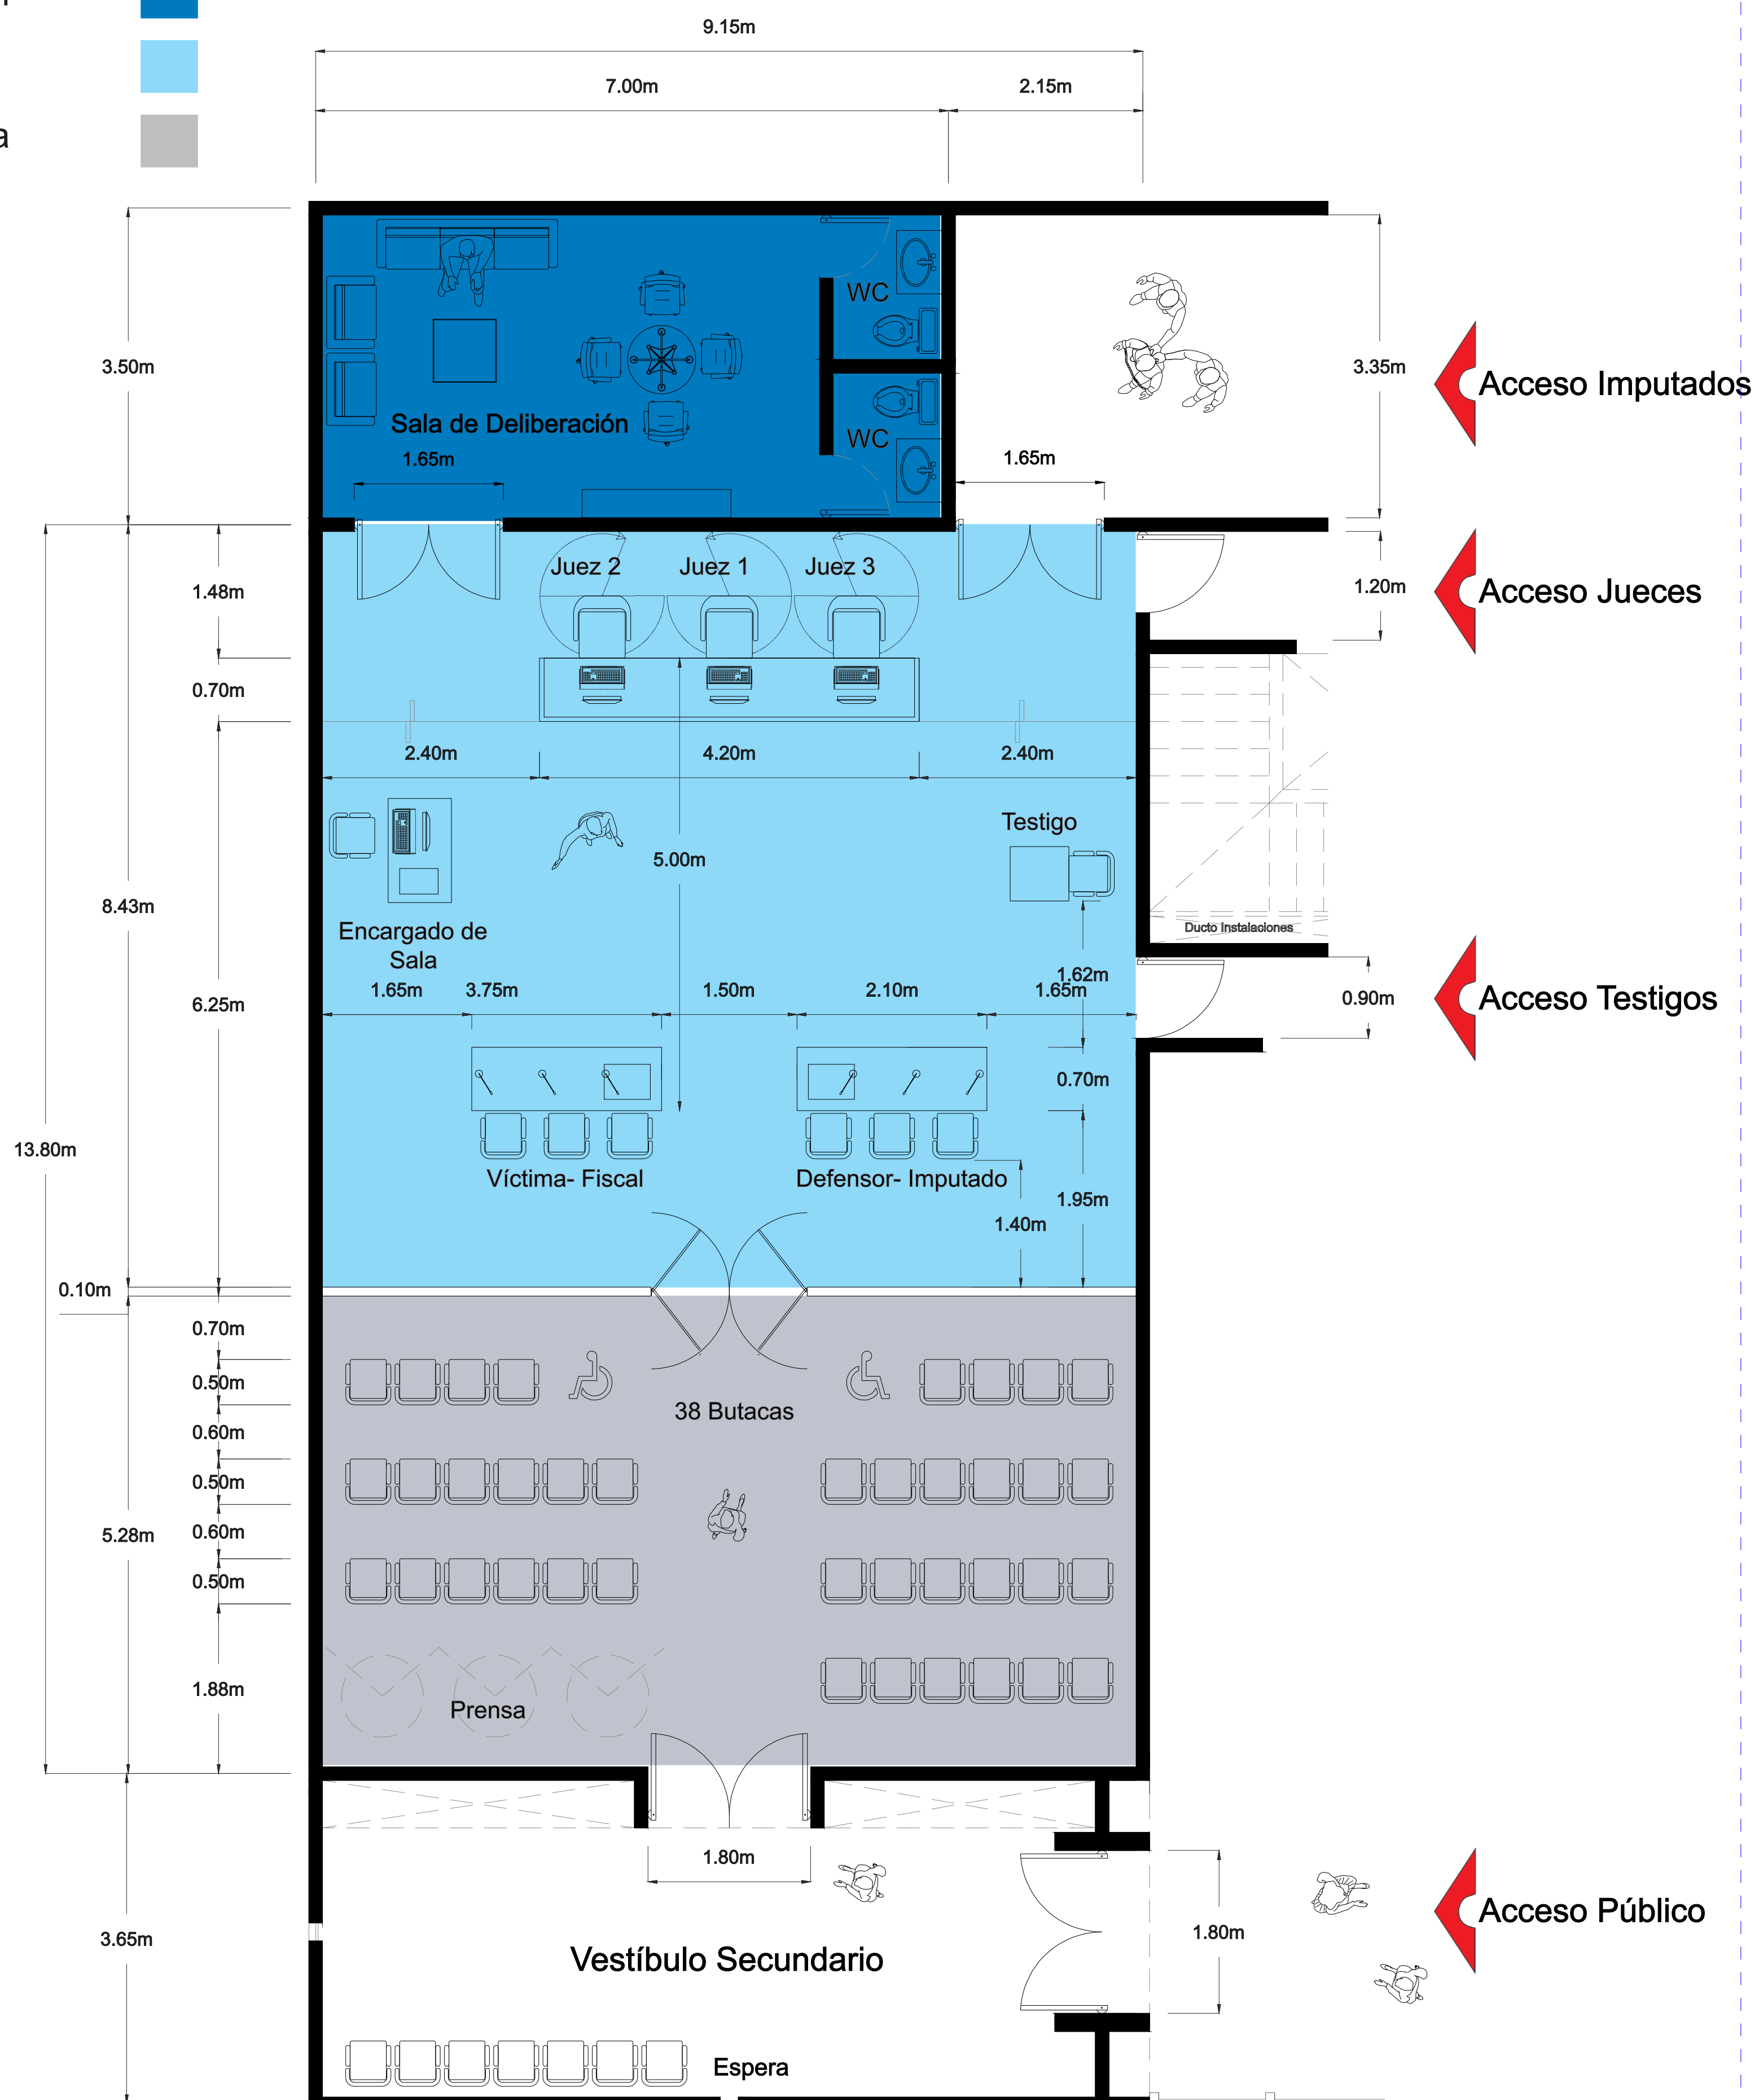 9.15m
7.00m
2.15m
a
WC
3.50m
3.35m
Acceso Imputados
Sala de Deliberación
WC
1.65m
1.65m
Juez 2
Juez 1
Juez 3
1.48m
1.20m
Acceso Jueces
0.70m
2.40m
4.20m
2.40m
Testigo
5.00m
8.43m
Encargado de
Sala
Ducto Instalaciones
1.62m
1.65m
3.75m
1.50m
2.10m
1.65m
6.25m
0.90m
Acceso Testigos
0.70m
13.80m
Víctima- Fiscal
Defensor- Imputado
1.95m
1.40m
0.10m
0.70m
0.50m
38 Butacas
0.60m
0.50m
5.28m
0.60m
0.50m
1.88m
Prensa
1.80m
3.65m
Vestíbulo Secundario
1.80m
Acceso Público
Espera